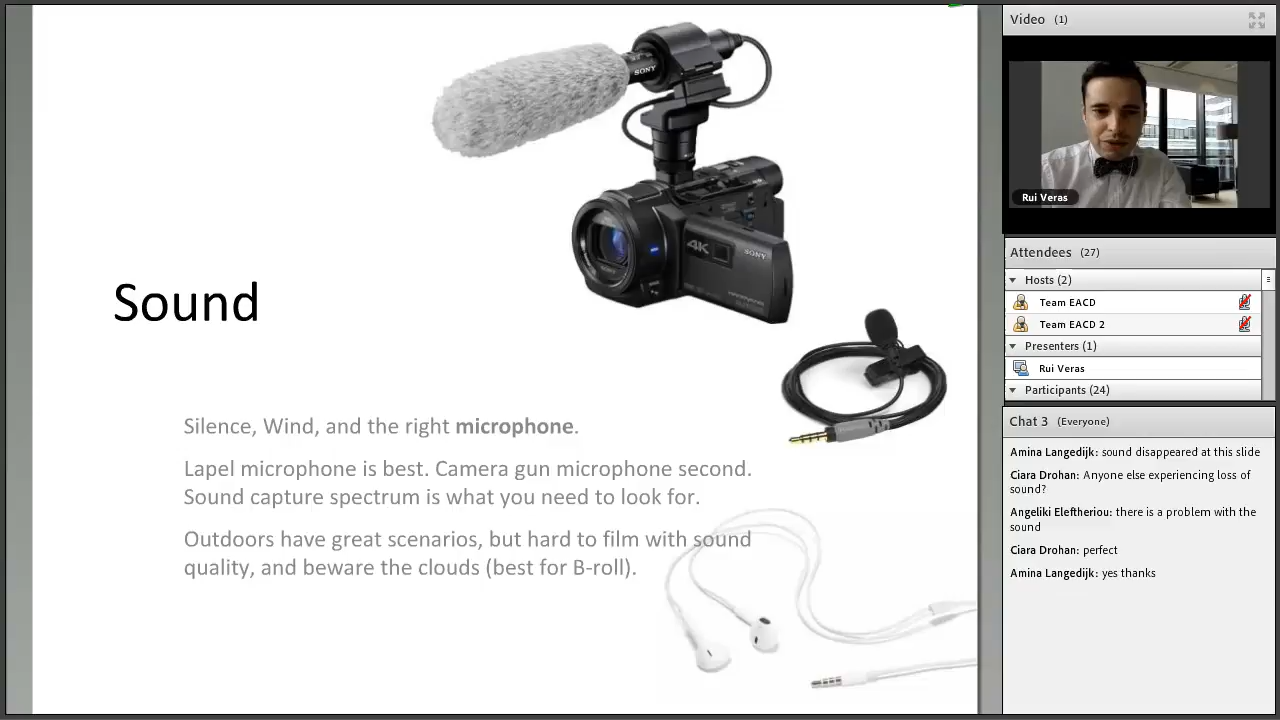 SONY
4K
SONY
HANDYCAM
Sound
Silence, Wind, and the right microphone.
Lapel microphone is best. Camera gun microphone second.
Sound capture spectrum is what you need to look for.
Outdoors have great scenarios, but hard to film with sound
quality, and beware the clouds (best for B-roll).
Video (1)
Rui Veras
Attendees (27)
Hosts (2)
Team EACD
Team EACD 2
Presenters (1)
Rui Veras
Participants (24)
Chat 3 (Everyone)
Amina Langedijk: sound disappeared at this slide
Ciara Drohan: Anyone else experiencing loss of
sound?
Angeliki Eleftheriou: there is a problem with the
sound
Ciara Drohan: perfect
Amina Langedijk: yes thanks